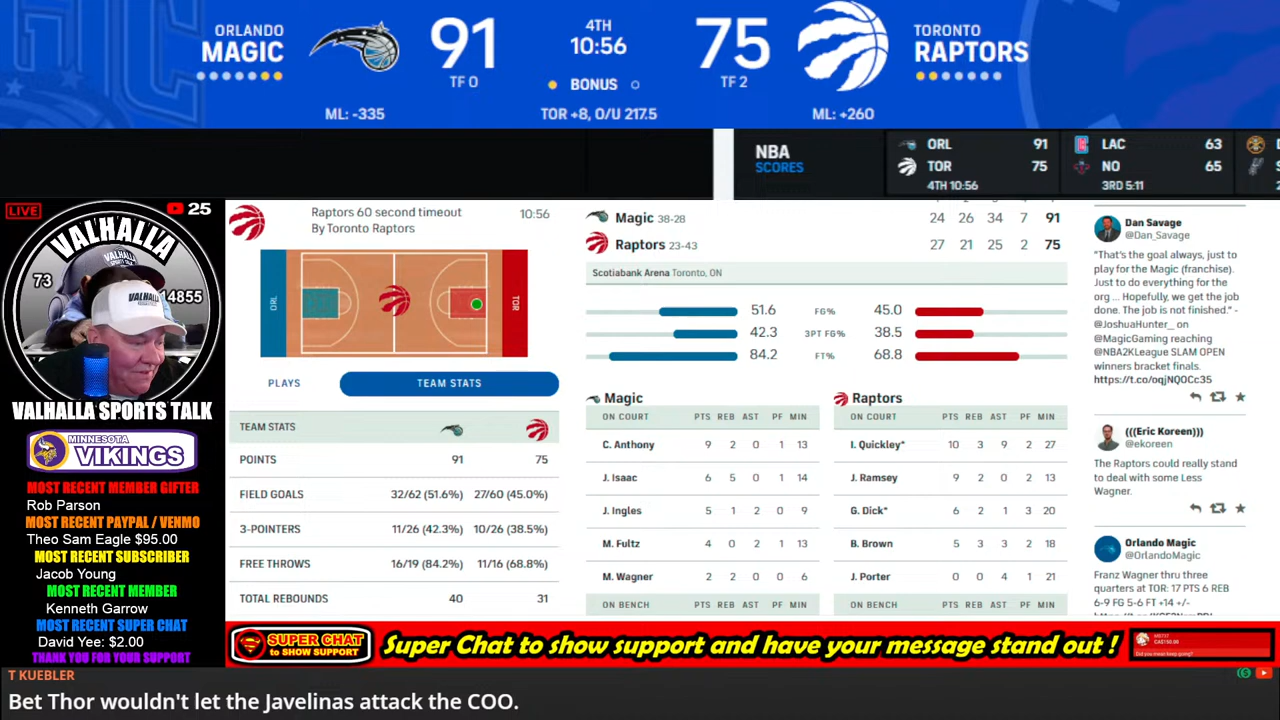 ORLANDO
MAGIC
91
TF 0
4TH
10:56
BONUS
75
TF 2
TORONTO
RAPTORS
ML: -335
TOR +8, O/U 217.5
ML: +260
NBA
SCORES
ORL 91
TOR 75
4TH 10:56
LAC 63
NO 65
3RD 5:11
LIVE
25
VALHALLA
VALHALLA
73
14855
VALHALLA SPORTS TALK
MINNESOTA
VIKINGS
MOST RECENT MEMBER GIFTER
Rob Parson
MOST RECENT PAYPAL / VENMO
Theo Sam Eagle $95.00
MOST RECENT SUBSCRIBER
Jacob Young
MOST RECENT MEMBER
Kenneth Garrow
MOST RECENT SUPER CHAT
David Yee: $2.00
THANK YOU FOR YOUR SUPPORT
Raptors 60 second timeout 10:56
By Toronto Raptors
ORL
TOR
PLAYS TEAM STATS
TEAM STATS
POINTS 91 75
FIELD GOALS 32/62 (51.6%) 27/60 (45.0%)
3-POINTERS 11/26 (42.3%) 10/26 (38.5%)
FREE THROWS 16/19 (84.2%) 11/16 (68.8%)
TOTAL REBOUNDS 40 31
Magic 38-28 24 26 34 7 91
Raptors 23-43 27 21 25 2 75
Scotiabank Arena Toronto, ON
51.6 FG% 45.0
42.3 3PT FG% 38.5
84.2 FT% 68.8
Magic
ON COURT PTS REB AST PF MIN
C. Anthony 9 2 0 1 13
J. Isaac 6 5 0 1 14
J. Ingles 5 1 2 0 9
M. Fultz 4 0 2 1 13
M. Wagner 2 2 0 0 6
ON BENCH PTS REB AST PF MIN
Raptors
ON COURT PTS REB AST PF MIN
I. Quickley* 10 3 9 2 27
J. Ramsey 9 2 0 2 13
G. Dick* 6 2 1 3 20
B. Brown 5 3 3 2 18
J. Porter 0 0 4 1 21
ON BENCH PTS REB AST PF MIN
Dan Savage
@Dan_Savage
"That's the goal always, just to
play for the Magic (franchise).
Just to do everything for the
org ... Hopefully, we get the job
done. The job is not finished." -
@JoshuaHunter_ on
@MagicGaming reaching
@NBA2KLeague SLAM OPEN
winners bracket finals.
https://t.co/oqjNQOCc35
(((Eric Koreen)))
@ekoreen
The Raptors could really stand
to deal with some Less
Wagner.
Orlando Magic
@OrlandoMagic
Franz Wagner thru three
quarters at TOR: 17 PTS 6 REB
6-9 FG 5-6 FT +14 +/-
SUPER CHAT
to SHOW SUPPORT
Super Chat to show support and have your message stand out !
Did you mean keep going?
T KUEBLER
Bet Thor wouldn't let the Javelinas attack the COO.